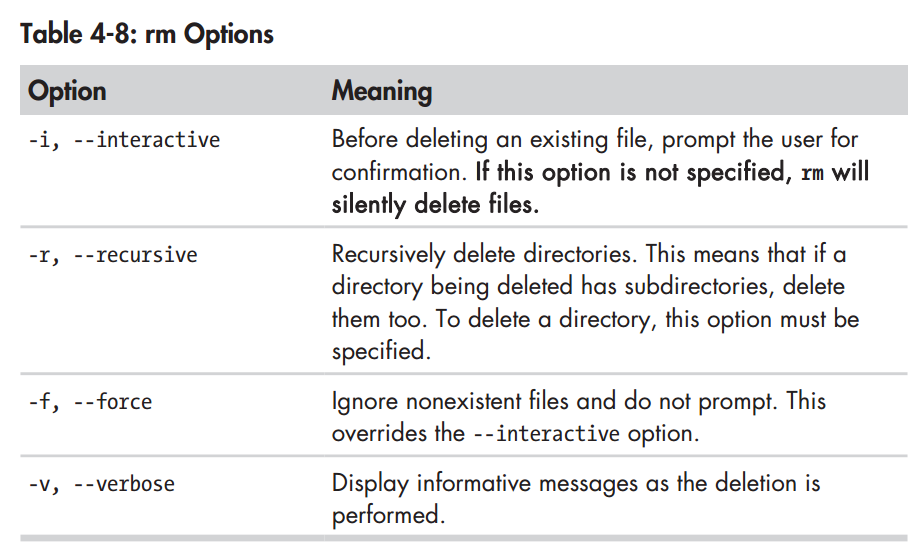 Table 4-8: rm Options
Option Meaning
-i, --interactive Before deleting an existing file, prompt the user for
confirmation. If this option is not specified, rm will
silently delete files.
-r, --recursive Recursively delete directories. This means that if a
directory being deleted has subdirectories, delete
them too. To delete a directory, this option must be
specified.
-f, --force Ignore nonexistent files and do not prompt. This
overrides the --interactive option.
-v, --verbose Display informative messages as the deletion is
performed.